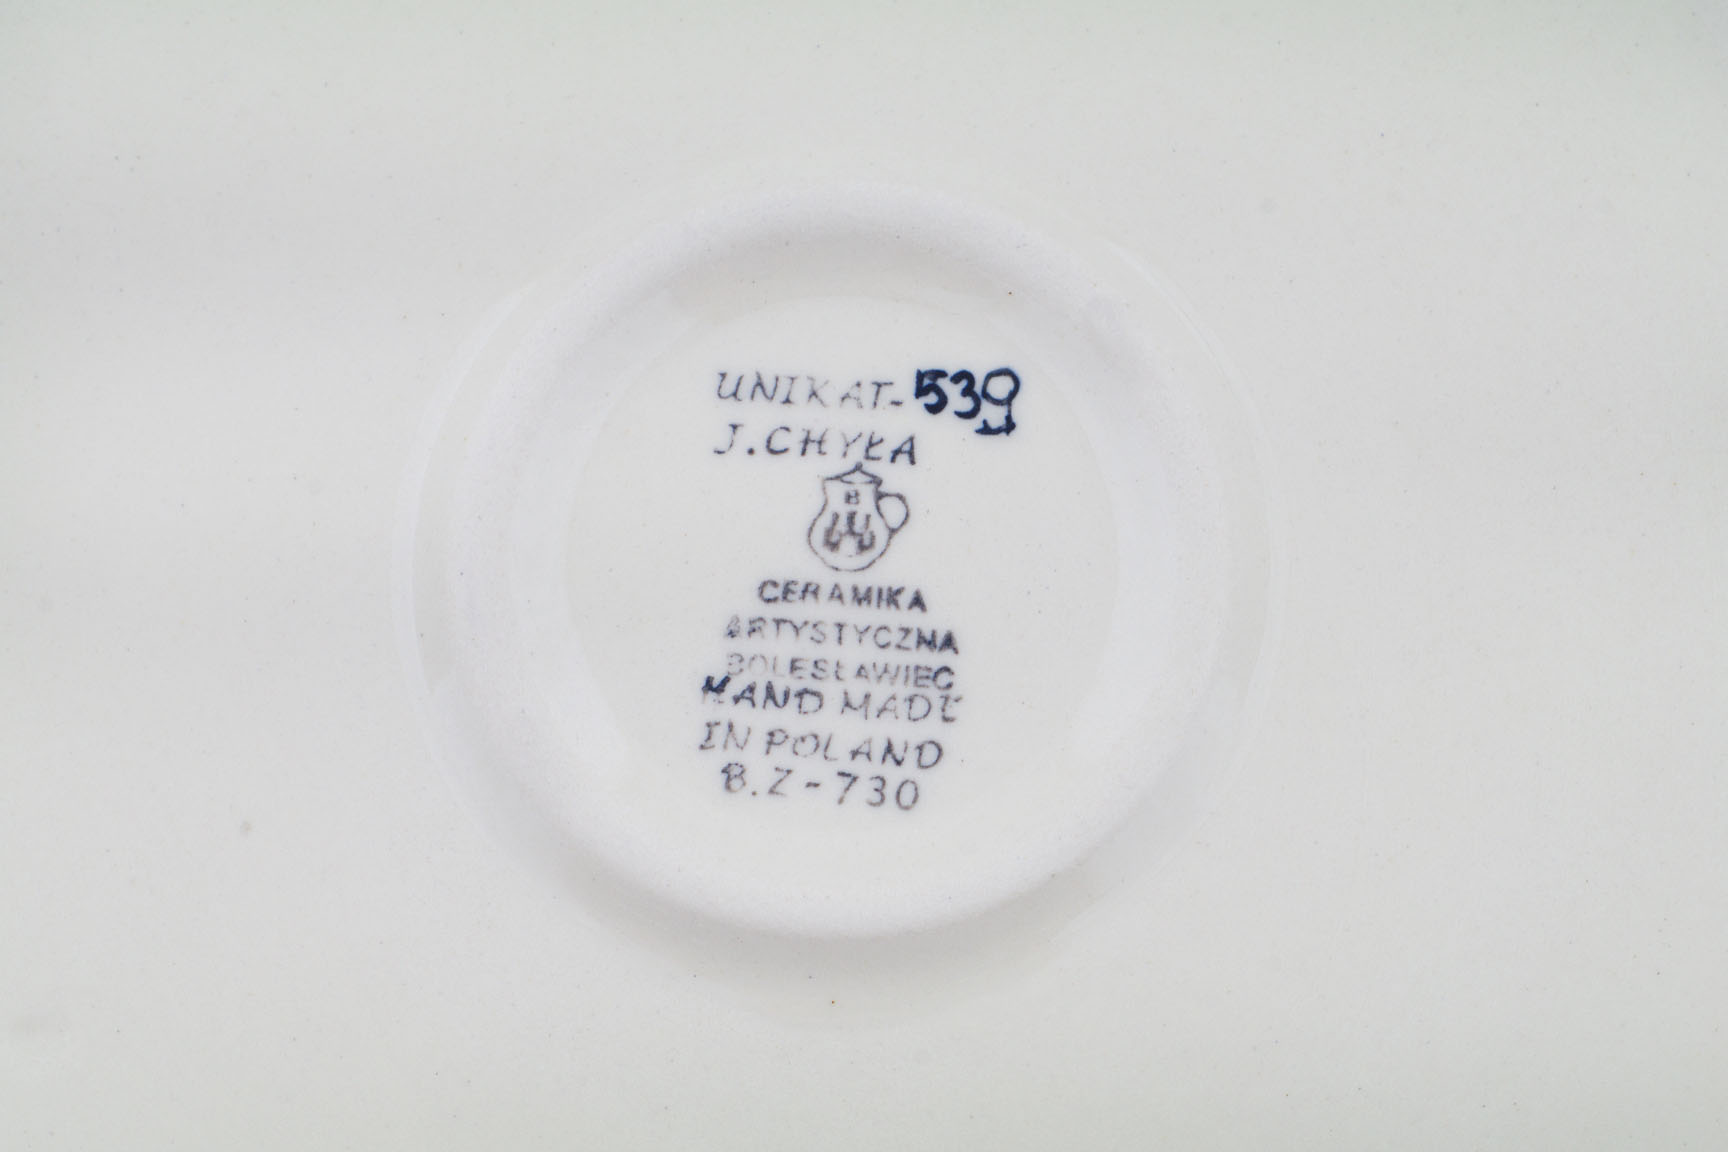 UNIKAT-539
J.CHYŁA
B
CERAMIKA
ARTYSTYCZNA
BOLESŁAWIEC
HAND MADE
IN POLAND
B.Z-730